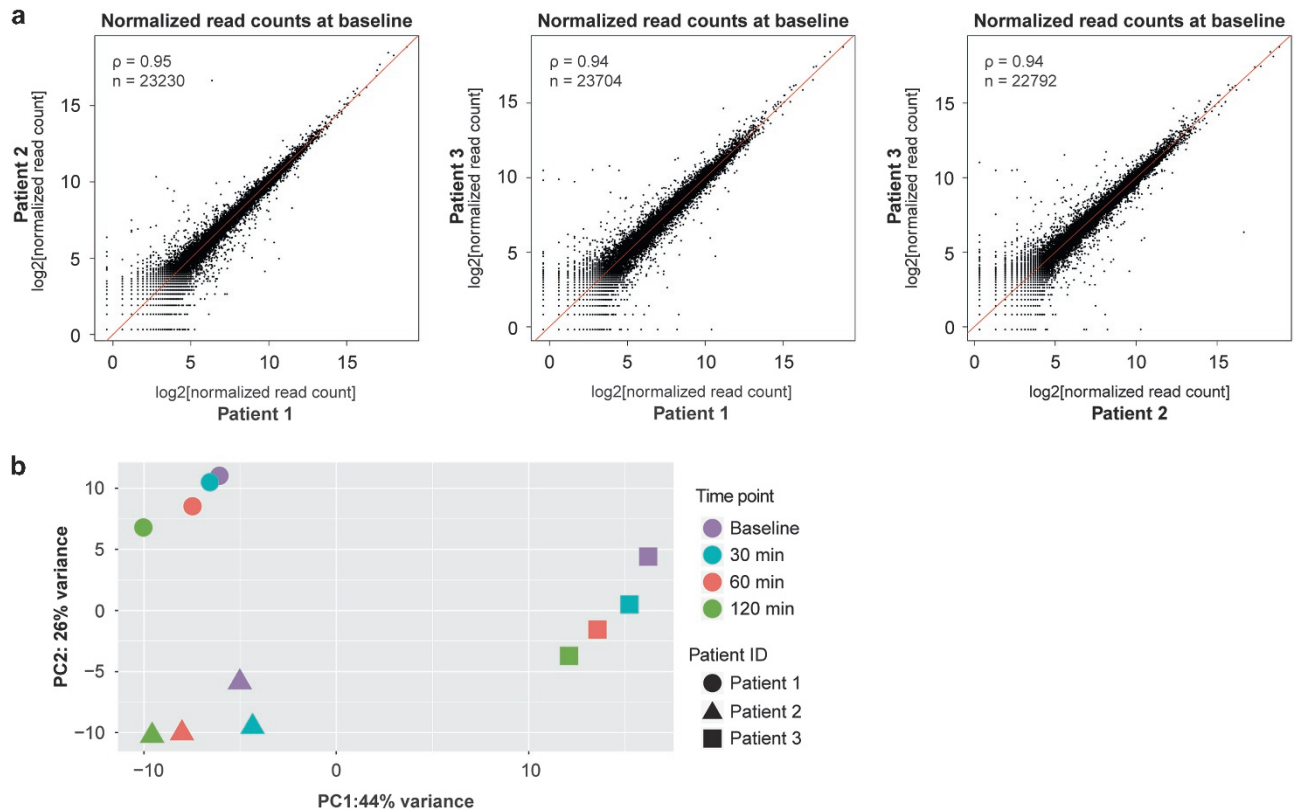 a
Normalized read counts at baseline
ρ = 0.95
n = 23230
15
10
5
0
Patient 2
log2[normalized read count]
0
5
10
15
log2[normalized read count]
Patient 1
Normalized read counts at baseline
ρ = 0.94
n = 23704
15
10
5
0
Patient 3
log2[normalized read count]
0
5
10
15
log2[normalized read count]
Patient 1
Normalized read counts at baseline
ρ = 0.94
n = 22792
15
10
5
0
Patient 3
log2[normalized read count]
0
5
10
15
log2[normalized read count]
Patient 2
b
10
5
0
−5
−10
PC2: 26% variance
−10
0
10
PC1:44% variance
Time point
Baseline
30 min
60 min
120 min
Patient ID
Patient 1
Patient 2
Patient 3